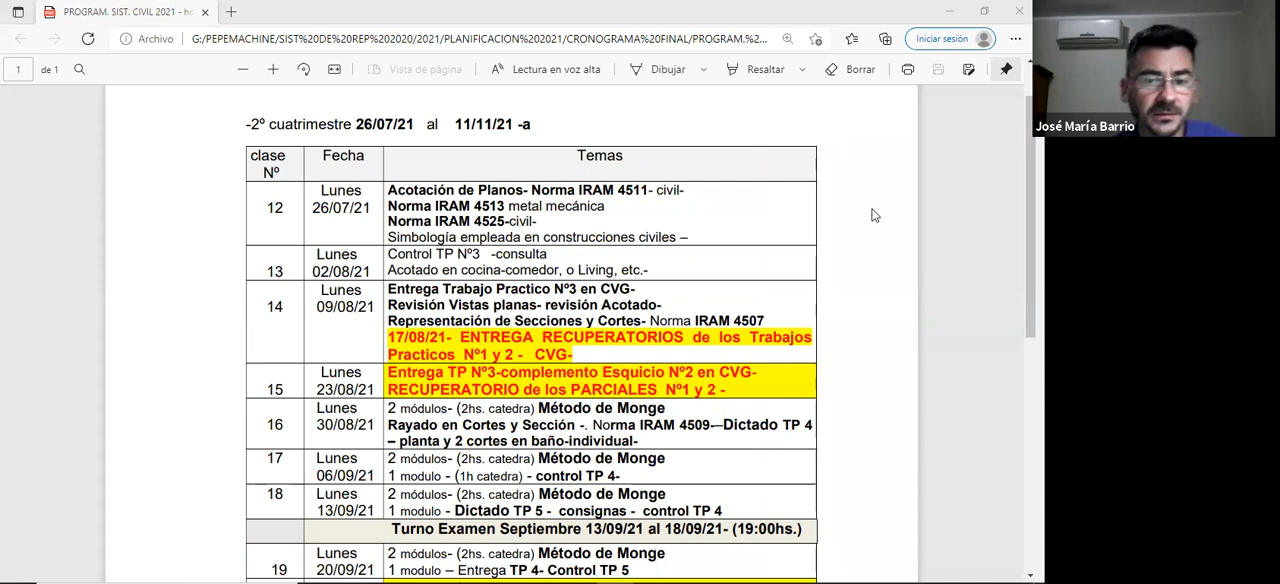 PROGRAM. SIST. CIVIL 2021 - ho
Archivo
G:/PEPEMACHINE/SIST DE REP 2020/2021/PLANIFICACION %202021/CRONOGRAMA FINAL/PROGRAM.%...
Iniciar sesión
1
de 1
Vista de página
Lectura en voz alta
Dibujar
Resaltar
Borrar
José María Barrio
-2º cuatrimestre 26/07/21 al 11/11/21 -a
clase Nº
Fecha
Temas
12
Lunes 26/07/21
Acotación de Planos- Norma IRAM 4511- civil-
Norma IRAM 4513 metal mecánica
Norma IRAM 4525-civil-
Simbología empleada en construcciones civiles –
13
Lunes 02/08/21
Control TP Nº3 -consulta
Acotado en cocina-comedor, o Living, etc.-
14
Lunes 09/08/21
Entrega Trabajo Practico Nº3 en CVG-
Revisión Vistas planas- revisión Acotado-
Representación de Secciones y Cortes- Norma IRAM 4507
17/08/21- ENTREGA RECUPERATORIOS de los Trabajos
Practicos Nº1 y 2 - CVG-
15
Lunes 23/08/21
Entrega TP Nº3-complemento Esquicio Nº2 en CVG-
RECUPERATORIO de los PARCIALES Nº1 y 2 -
16
Lunes 30/08/21
2 módulos- (2hs. catedra) Método de Monge
Rayado en Cortes y Sección -. Norma IRAM 4509-–Dictado TP 4
– planta y 2 cortes en baño-individual-
17
Lunes 06/09/21
2 módulos- (2hs. catedra) Método de Monge
1 modulo - (1h catedra) - control TP 4-
18
Lunes 13/09/21
2 módulos- (2hs. catedra) Método de Monge
1 modulo - Dictado TP 5 - consignas - control TP 4
Turno Examen Septiembre 13/09/21 al 18/09/21- (19:00hs.)
19
Lunes 20/09/21
2 módulos- (2hs. catedra) Método de Monge
1 modulo – Entrega TP 4- Control TP 5